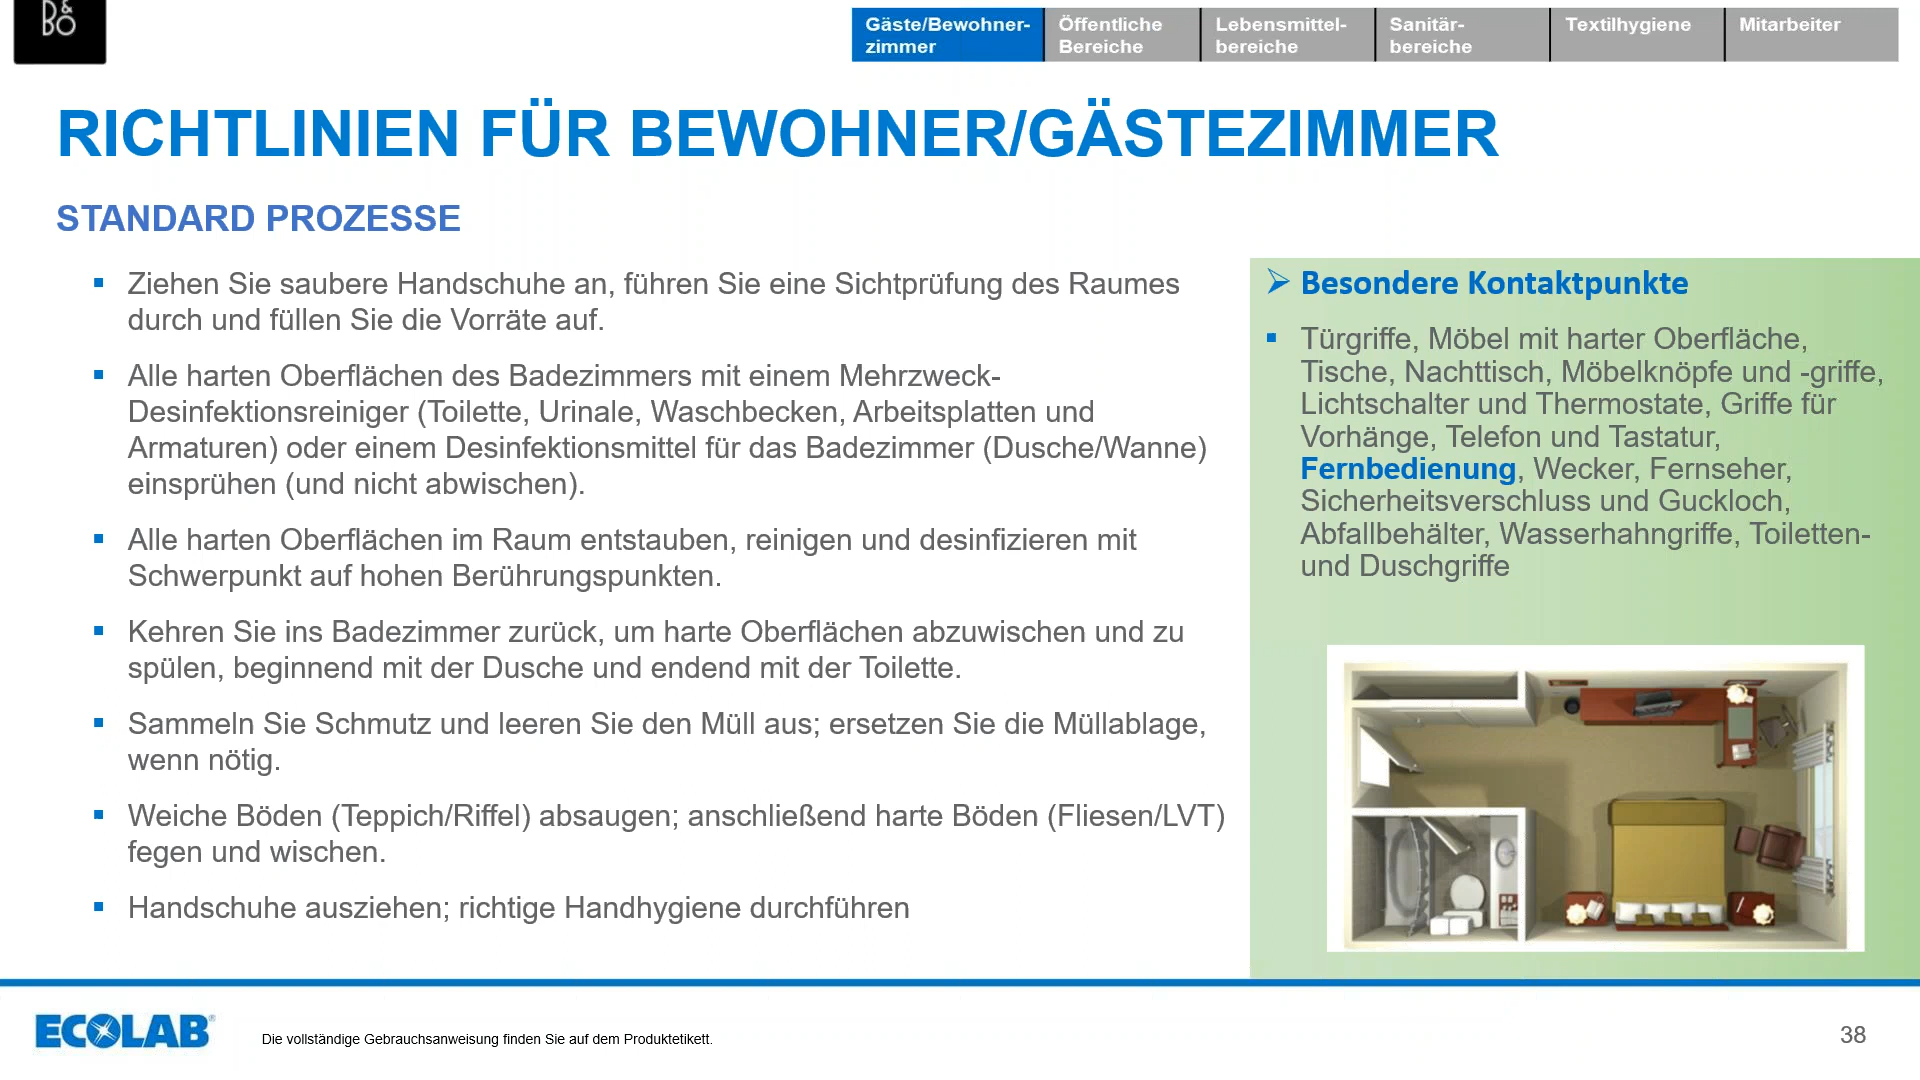 B&O
Gäste/Bewohner-
zimmer
Öffentliche
Bereiche
Lebensmittel-
bereiche
Sanitär-
bereiche
Textilhygiene
Mitarbeiter
RICHTLINIEN FÜR BEWOHNER/GÄSTEZIMMER
STANDARD PROZESSE
Ziehen Sie saubere Handschuhe an, führen Sie eine Sichtprüfung des Raumes
durch und füllen Sie die Vorräte auf.
Alle harten Oberflächen des Badezimmers mit einem Mehrzweck-
Desinfektionsreiniger (Toilette, Urinale, Waschbecken, Arbeitsplatten und
Armaturen) oder einem Desinfektionsmittel für das Badezimmer (Dusche/Wanne)
einsprühen (und nicht abwischen).
Alle harten Oberflächen im Raum entstauben, reinigen und desinfizieren mit
Schwerpunkt auf hohen Berührungspunkten.
Kehren Sie ins Badezimmer zurück, um harte Oberflächen abzuwischen und zu
spülen, beginnend mit der Dusche und endend mit der Toilette.
Sammeln Sie Schmutz und leeren Sie den Müll aus; ersetzen Sie die Müllablage,
wenn nötig.
Weiche Böden (Teppich/Riffel) absaugen; anschließend harte Böden (Fliesen/LVT)
fegen und wischen.
Handschuhe ausziehen; richtige Handhygiene durchführen
Besondere Kontaktpunkte
Türgriffe, Möbel mit harter Oberfläche,
Tische, Nachttisch, Möbelknöpfe und -griffe,
Lichtschalter und Thermostate, Griffe für
Vorhänge, Telefon und Tastatur,
Fernbedienung, Wecker, Fernseher,
Sicherheitsverschluss und Guckloch,
Abfallbehälter, Wasserhahngriffe, Toiletten-
und Duschgriffe
ECOLAB®
Die vollständige Gebrauchsanweisung finden Sie auf dem Produktetikett.
38